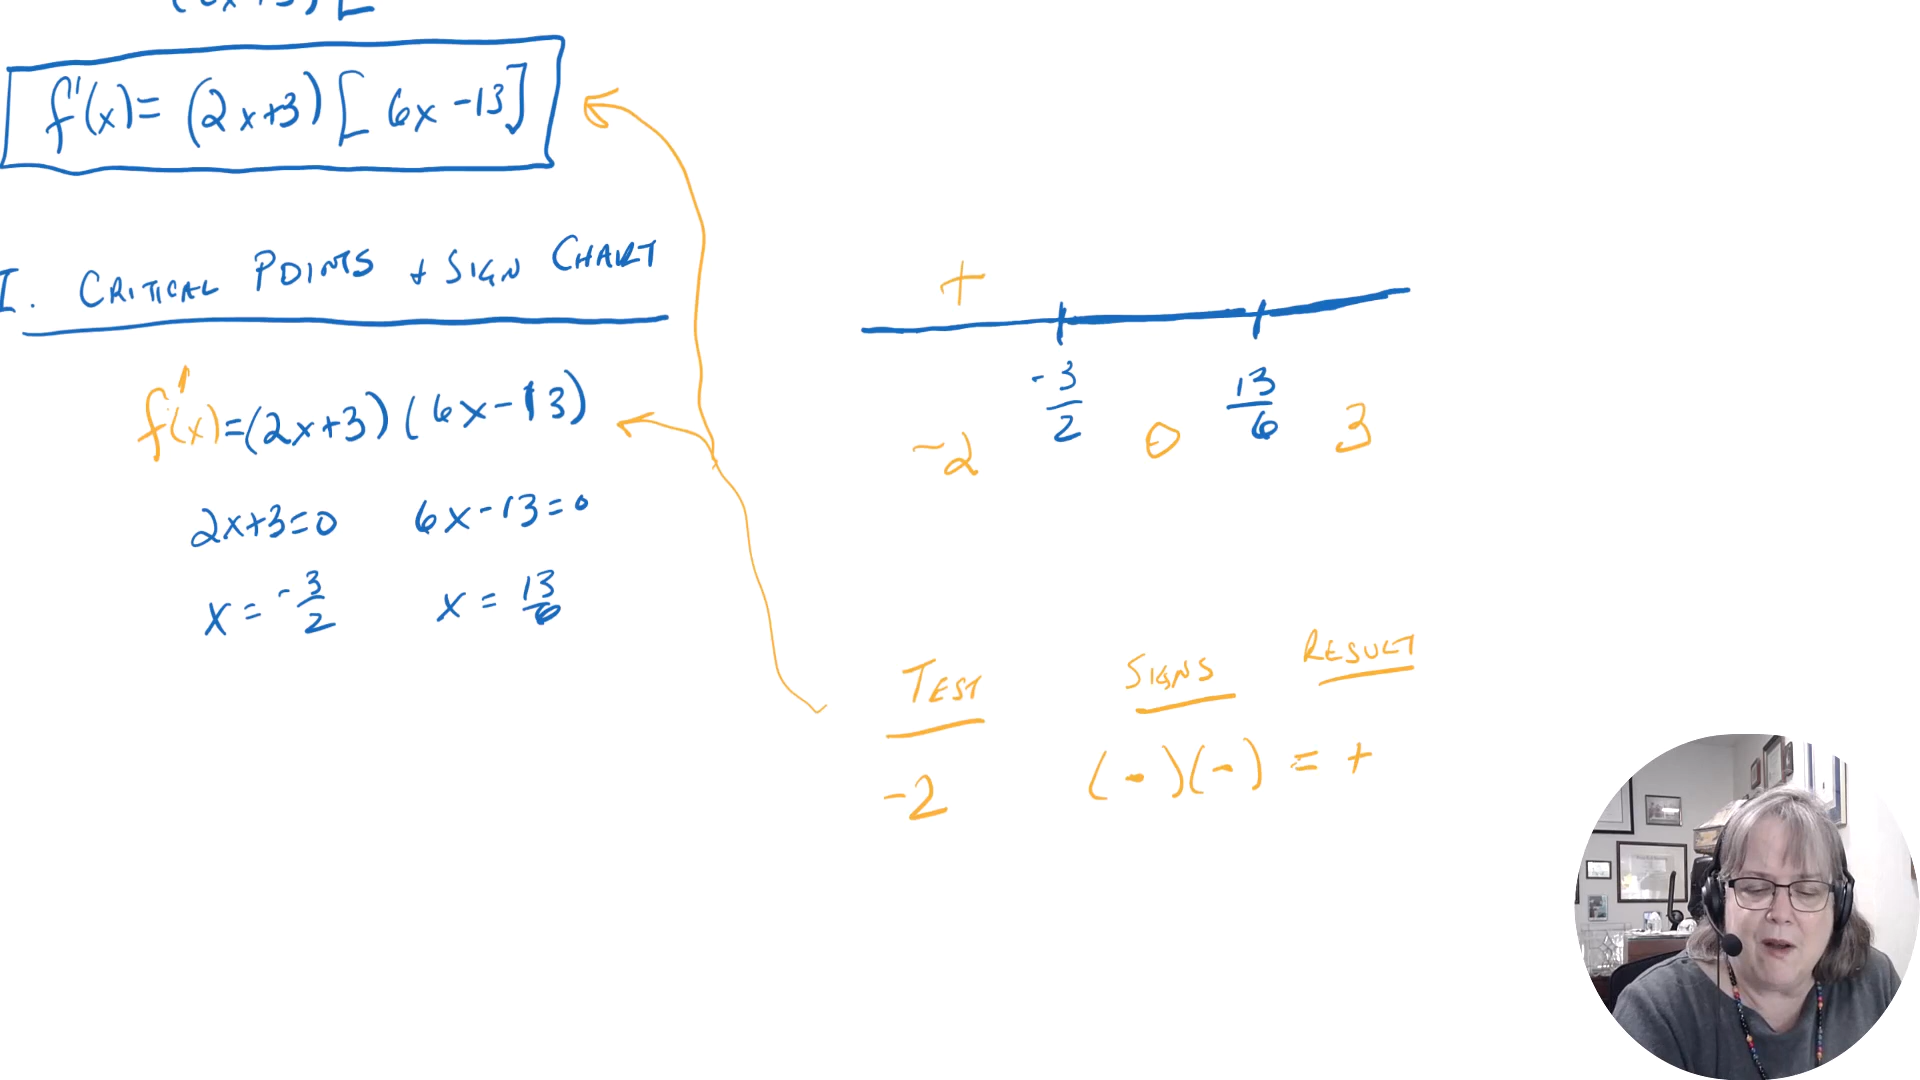 f'(x)= (2x+3) [ 6x -13]
I. CRITICAL POINTS + SIGN CHART
f'(x)=(2x+3)(6x-13)
2x+3=0 6x-13=0
x = -3/2 x = 13/6
+
-3/2 13/6
-2 0 3
TEST SIGNS RESULT
-2 (-)(-) = +